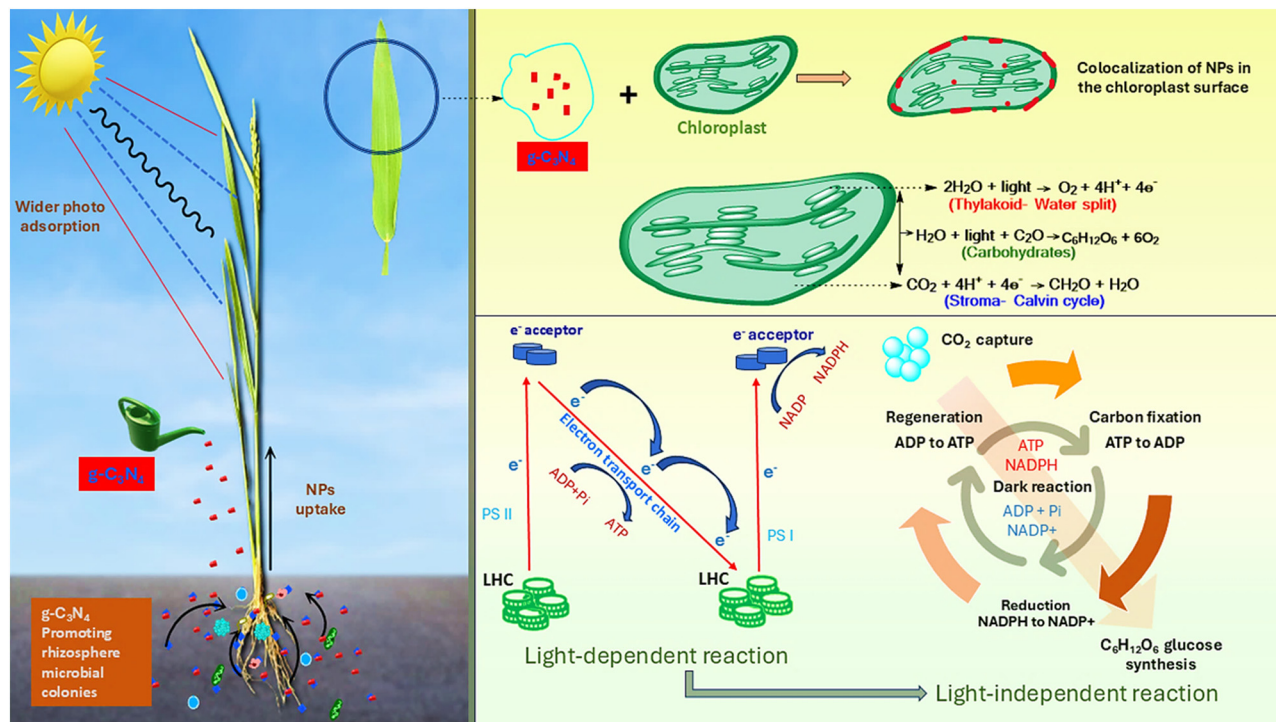 Wider photo
adsorption
g-C₃N₄
NPs
uptake
g-C₃N₄
Promoting
rhizosphere
microbial
colonies
g-C₃N₄
+
Chloroplast
Colocalization of NPs in
the chloroplast surface
2H₂O + light → O₂ + 4H⁺ + 4e⁻
(Thylakoid- Water split)
H₂O + light + C₂O → C₆H₁₂O₆ + 6O₂
(Carbohydrates)
CO₂ + 4H⁺ + 4e⁻ → CH₂O + H₂O
(Stroma- Calvin cycle)
e⁻ acceptor
e⁻ acceptor
NADP
NADPH
e⁻
Electron transport chain
e⁻
e⁻
e⁻
e⁻
ADP+Pi
ATP
PS II
PS I
LHC
LHC
Light-dependent reaction
CO₂ capture
Regeneration
ADP to ATP
Carbon fixation
ATP to ADP
ATP
NADPH
Dark reaction
ADP + Pi
NADP+
Reduction
NADPH to NADP+
C₆H₁₂O₆ glucose
synthesis
Light-independent reaction